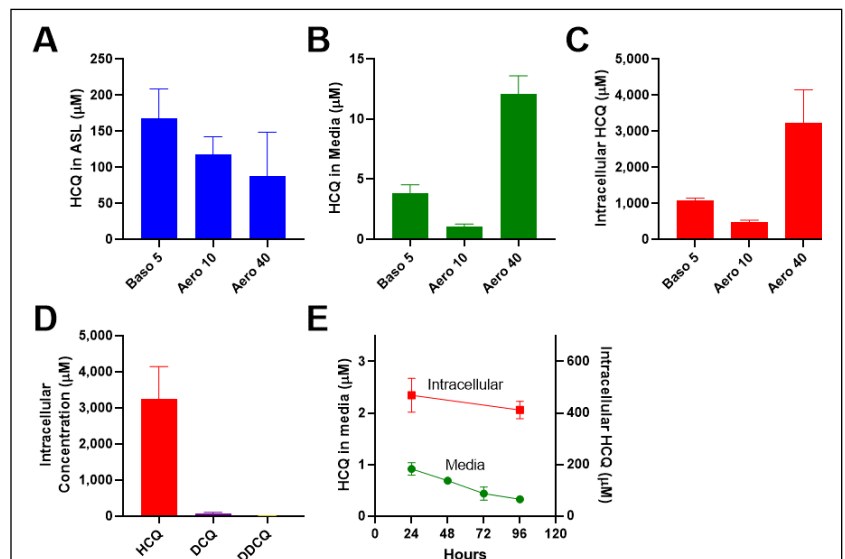 A
HCQ in ASL (µM)
250
200
150
100
50
0
Baso 5
Aero 10
Aero 40
B
HCQ in Media (µM)
15
10
5
0
Baso 5
Aero 10
Aero 40
C
Intracellular HCQ (µM)
5,000
4,000
3,000
2,000
1,000
0
Baso 5
Aero 10
Aero 40
D
Intracellular
Concentration (µM)
5,000
4,000
3,000
2,000
1,000
0
HCQ
DCQ
DDCQ
E
HCQ in media (µM)
3
2
1
0
Intracellular
Media
600
400
200
0
Intracellular HCQ (µM)
0
24
48
72
96
120
Hours